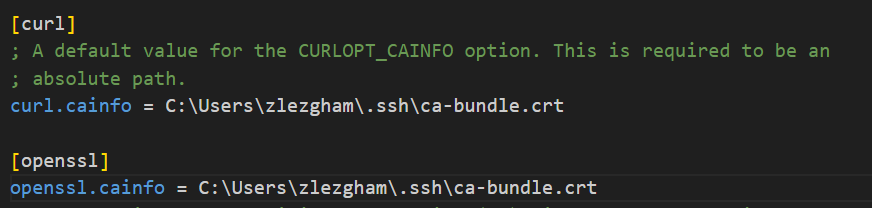 [curl]
; A default value for the CURLOPT_CAINFO option. This is required to be an
; absolute path.
curl.cainfo = C:\Users\zlezgham\.ssh\ca-bundle.crt
[openssl]
openssl.cainfo = C:\Users\zlezgham\.ssh\ca-bundle.crt